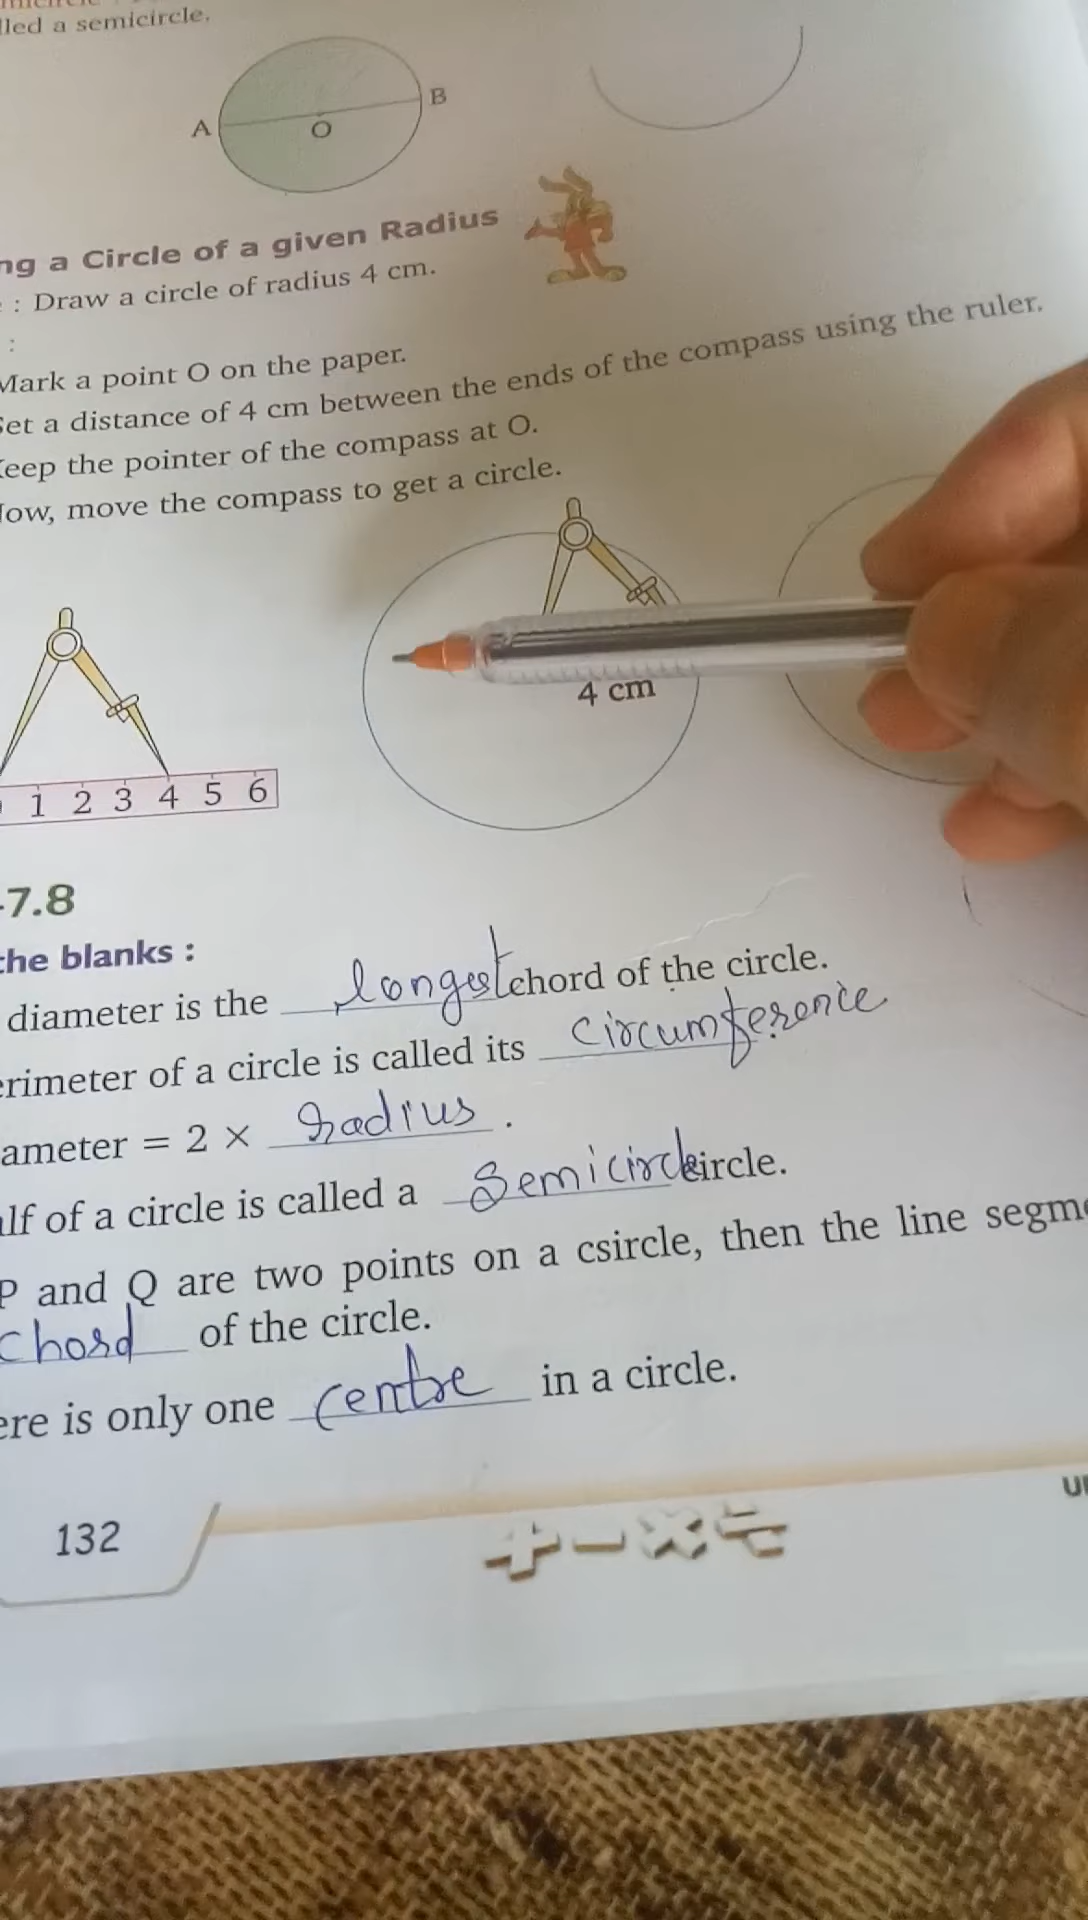 lled a semicircle.
A
O
B
ng a Circle of a given Radius
: Draw a circle of radius 4 cm.
:
Mark a point O on the paper.
Set a distance of 4 cm between the ends of the compass using the ruler.
Keep the pointer of the compass at O.
Now, move the compass to get a circle.
4 cm
1 2 3 4 5 6
-7.8
the blanks :
diameter is the longest chord of the circle.
erimeter of a circle is called its circumference
ameter = 2 × radius .
alf of a circle is called a Semicircle circle.
P and Q are two points on a csircle, then the line segme
chord of the circle.
ere is only one centre in a circle.
132
+ − × ÷